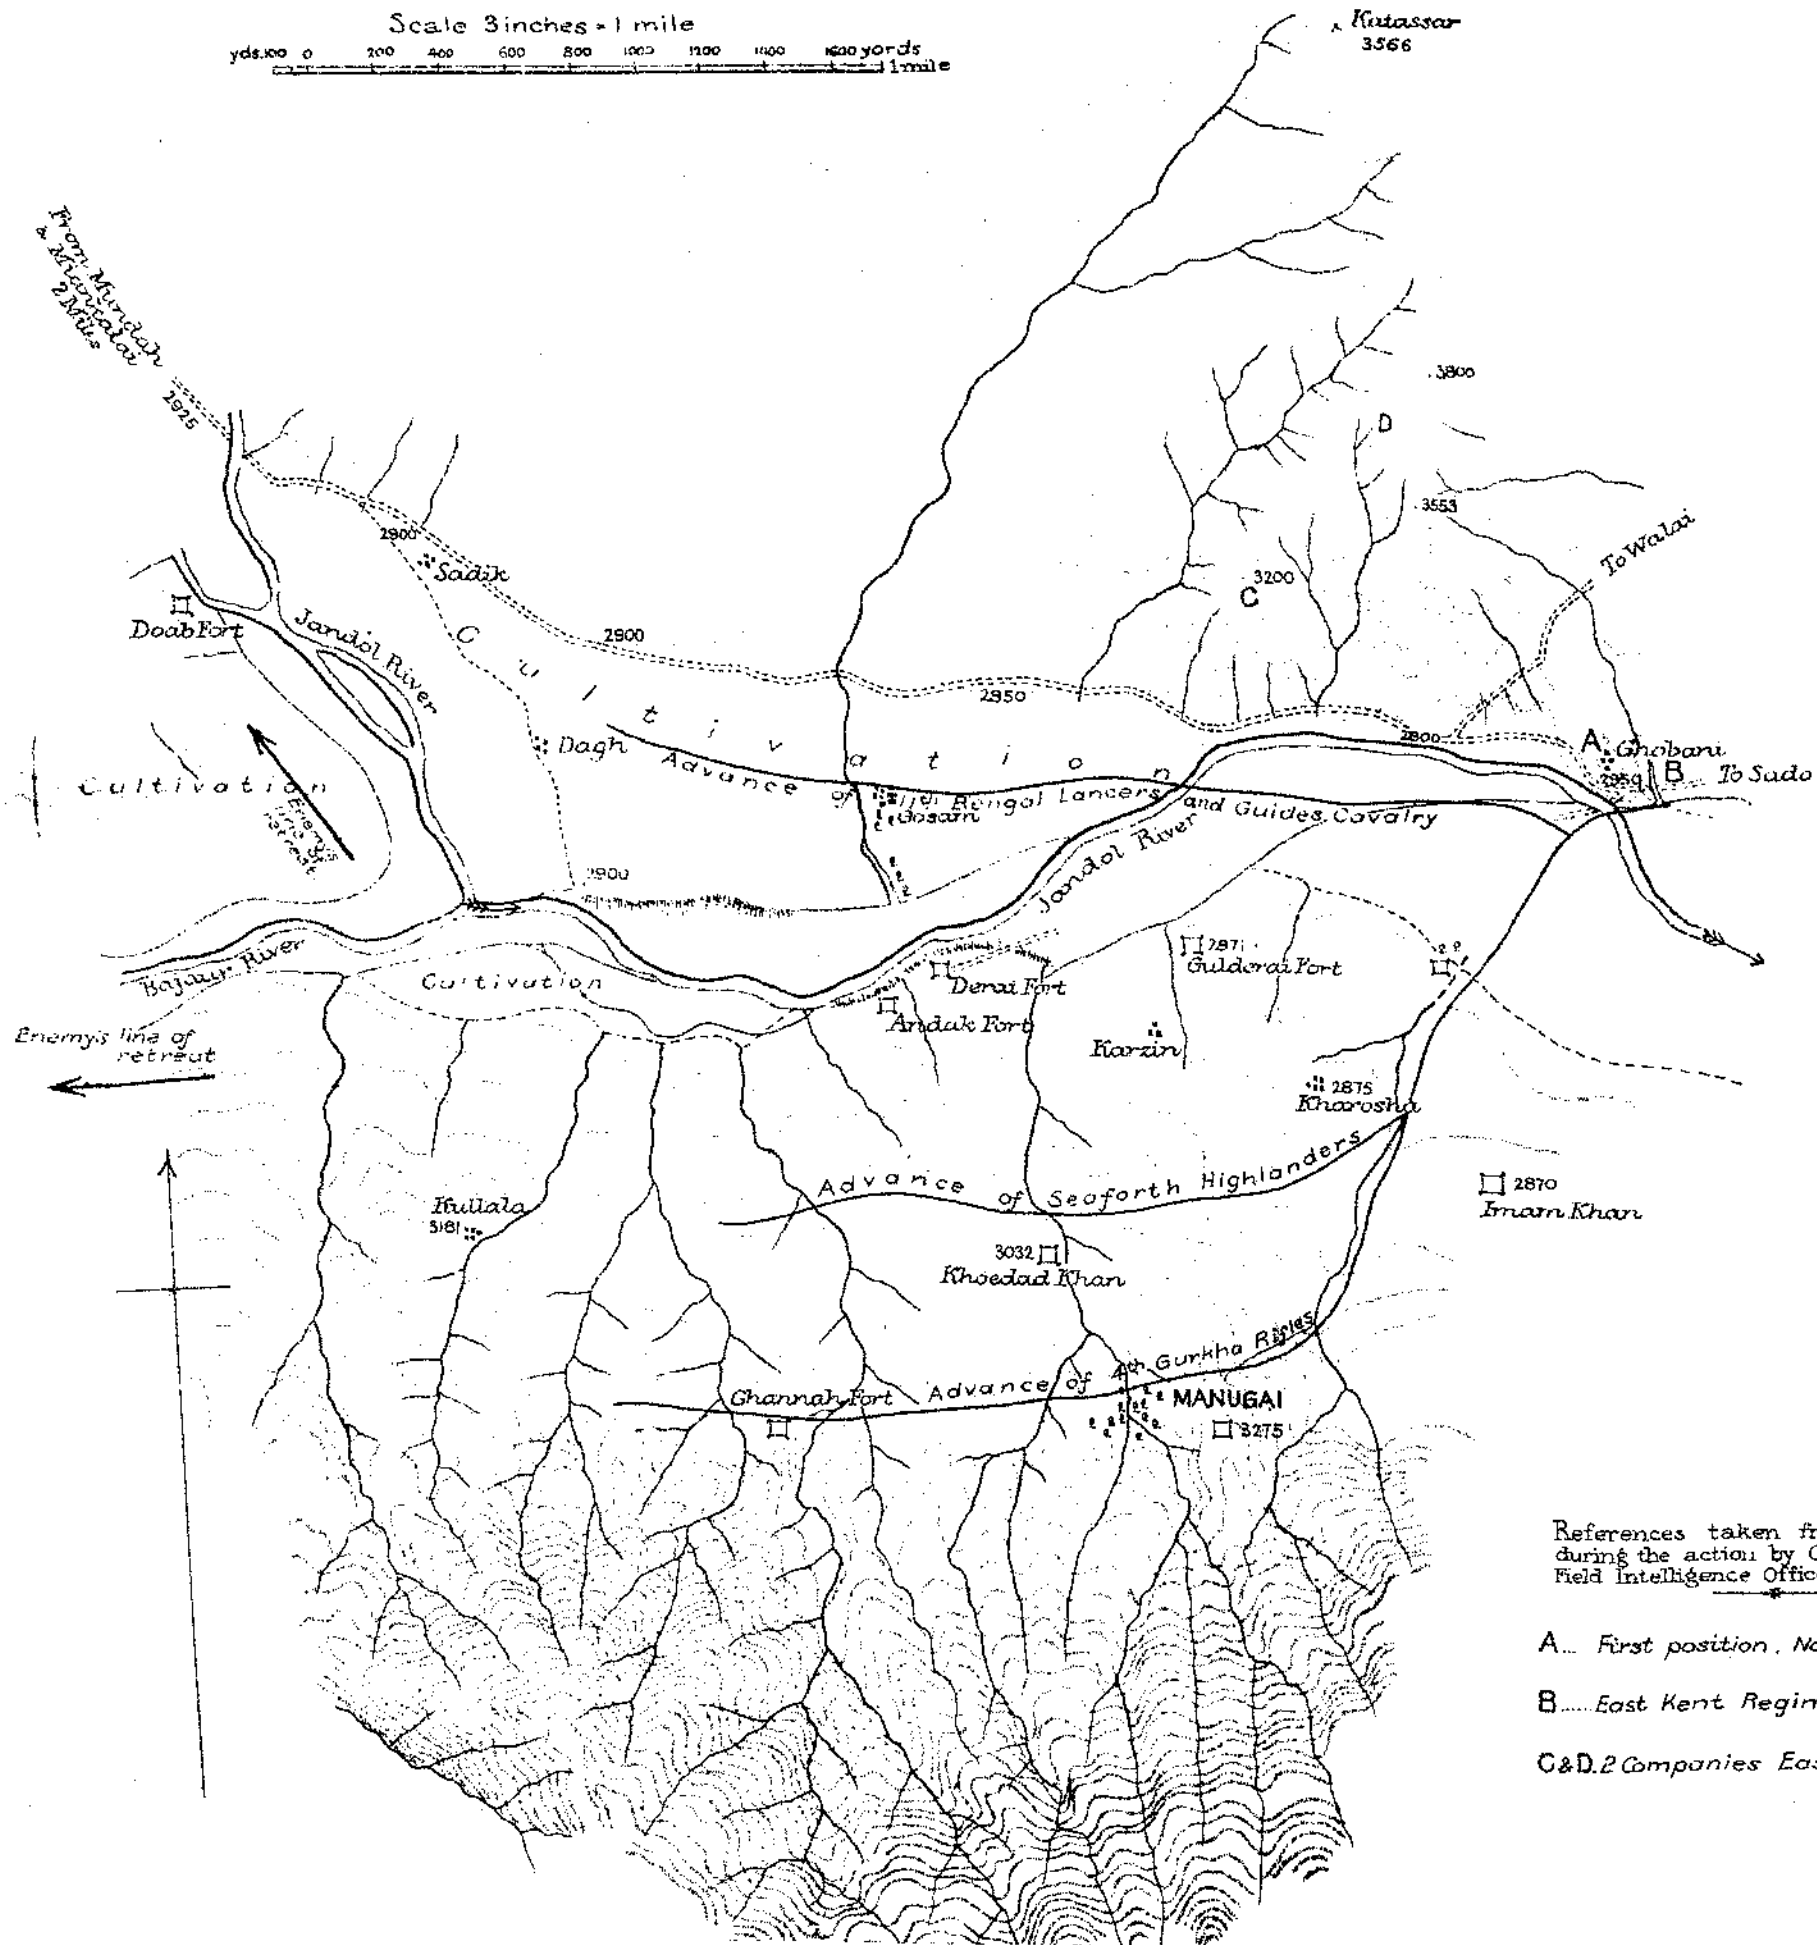 Scale 3 inches = 1 mile
yds.100 0 200 400 600 800 1000 1200 1400 1600 yards
1 mile
Katassar
3566
From Mundah
& Miankalai
2 Miles
2925
3800
D
3553
To Walai
2900
Sadik
3200
C
Doab Fort
Jandol River
2900
2850
Cultivation
Dagh
2800
A
Ghobani
B
To Sado
Cultivation
Advance of 11th Bengal Lancers and Guides Cavalry
Gosam
Enemy's
line of
retreat
2900
Jandol River
Bajaur River
Cultivation
2871
Gulderai Fort
Derai Fort
Andak Fort
Karzin
Enemy's line of
retreat
2875
Kharosha
Advance of Seaforth Highlanders
2870
Imam Khan
Kullala
3181
3032
Khoedad Khan
Advance of 4th Gurkha Rifles
Ghannah Fort
MANUGAI
3275
References taken
during the action by
Field Intelligence
A... First position.
B..... East Kent
C&D. 2 Companies